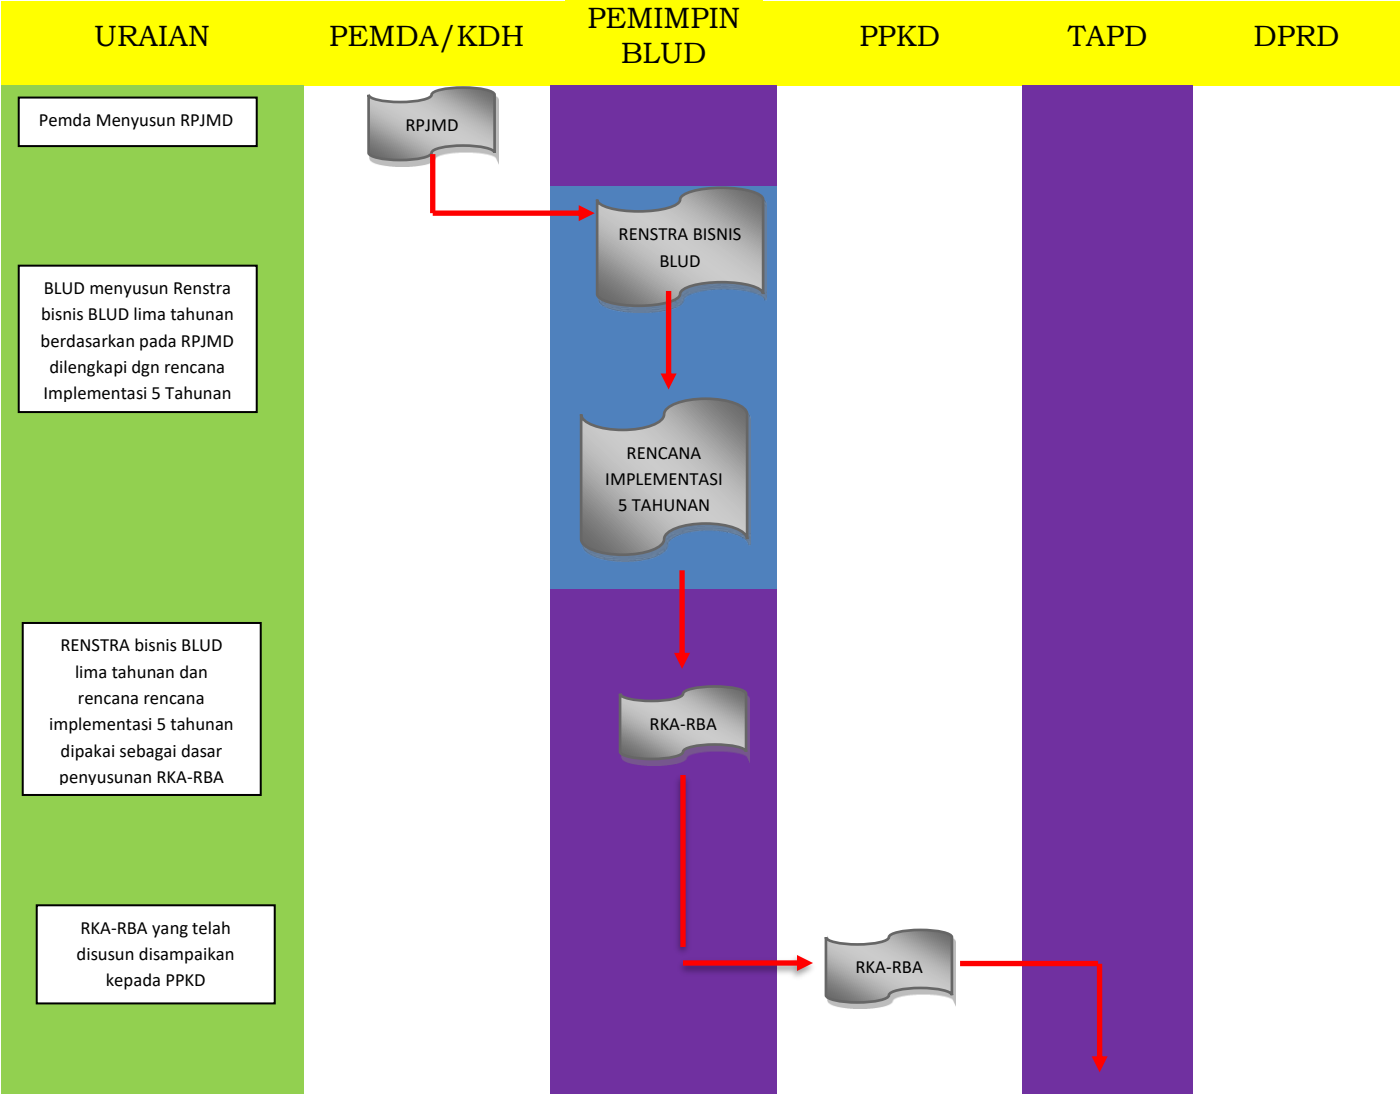 URAIAN
PEMDA/KDH
PEMIMPIN
BLUD
PPKD
TAPD
DPRD
Pemda Menyusun RPJMD
RPJMD
RENSTRA BISNIS
BLUD
BLUD menyusun Renstra
bisnis BLUD lima tahunan
berdasarkan pada RPJMD
dilengkapi dgn rencana
Implementasi 5 Tahunan
RENCANA
IMPLEMENTASI
5 TAHUNAN
RENSTRA bisnis BLUD
lima tahunan dan
rencana rencana
implementasi 5 tahunan
dipakai sebagai dasar
penyusunan RKA-RBA
RKA-RBA
RKA-RBA yang telah
disusun disampaikan
kepada PPKD
RKA-RBA